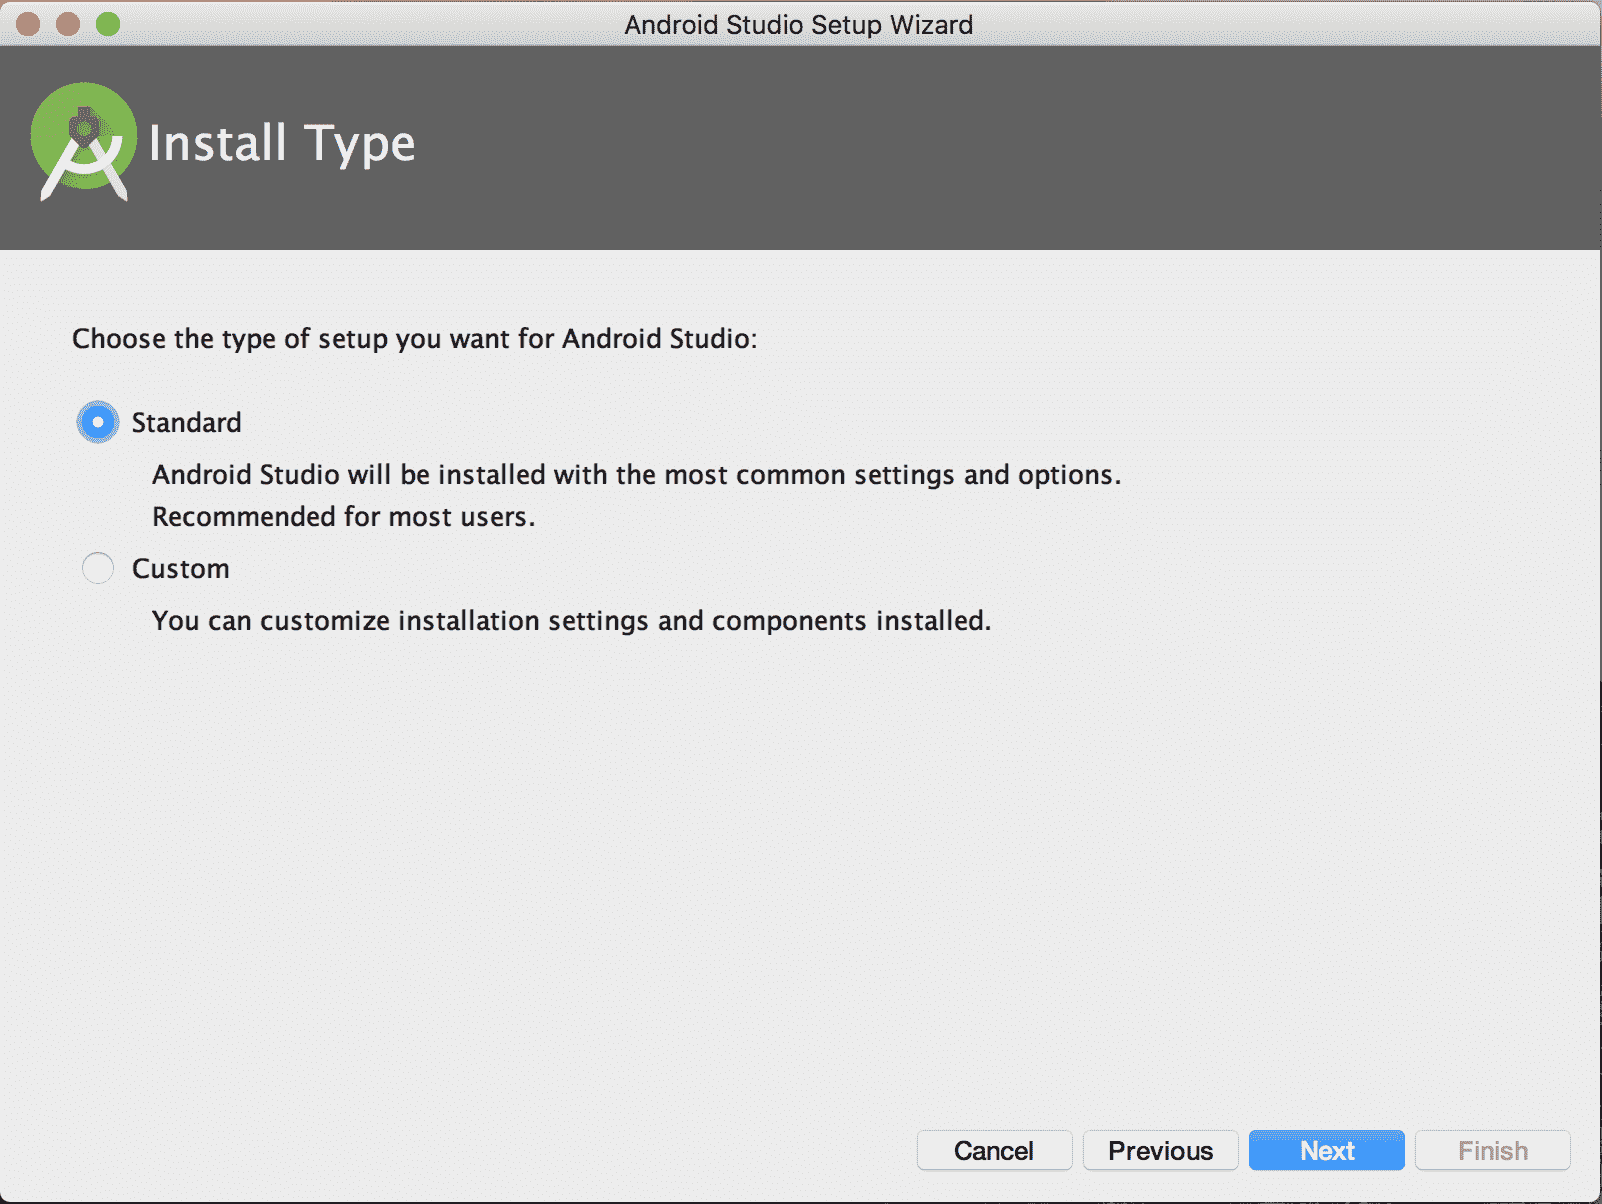 Android Studio Setup Wizard
Install Type
Choose the type of setup you want for Android Studio:
Standard
Android Studio will be installed with the most common settings and options.
Recommended for most users.
Custom
You can customize installation settings and components installed.
Cancel Previous Next Finish